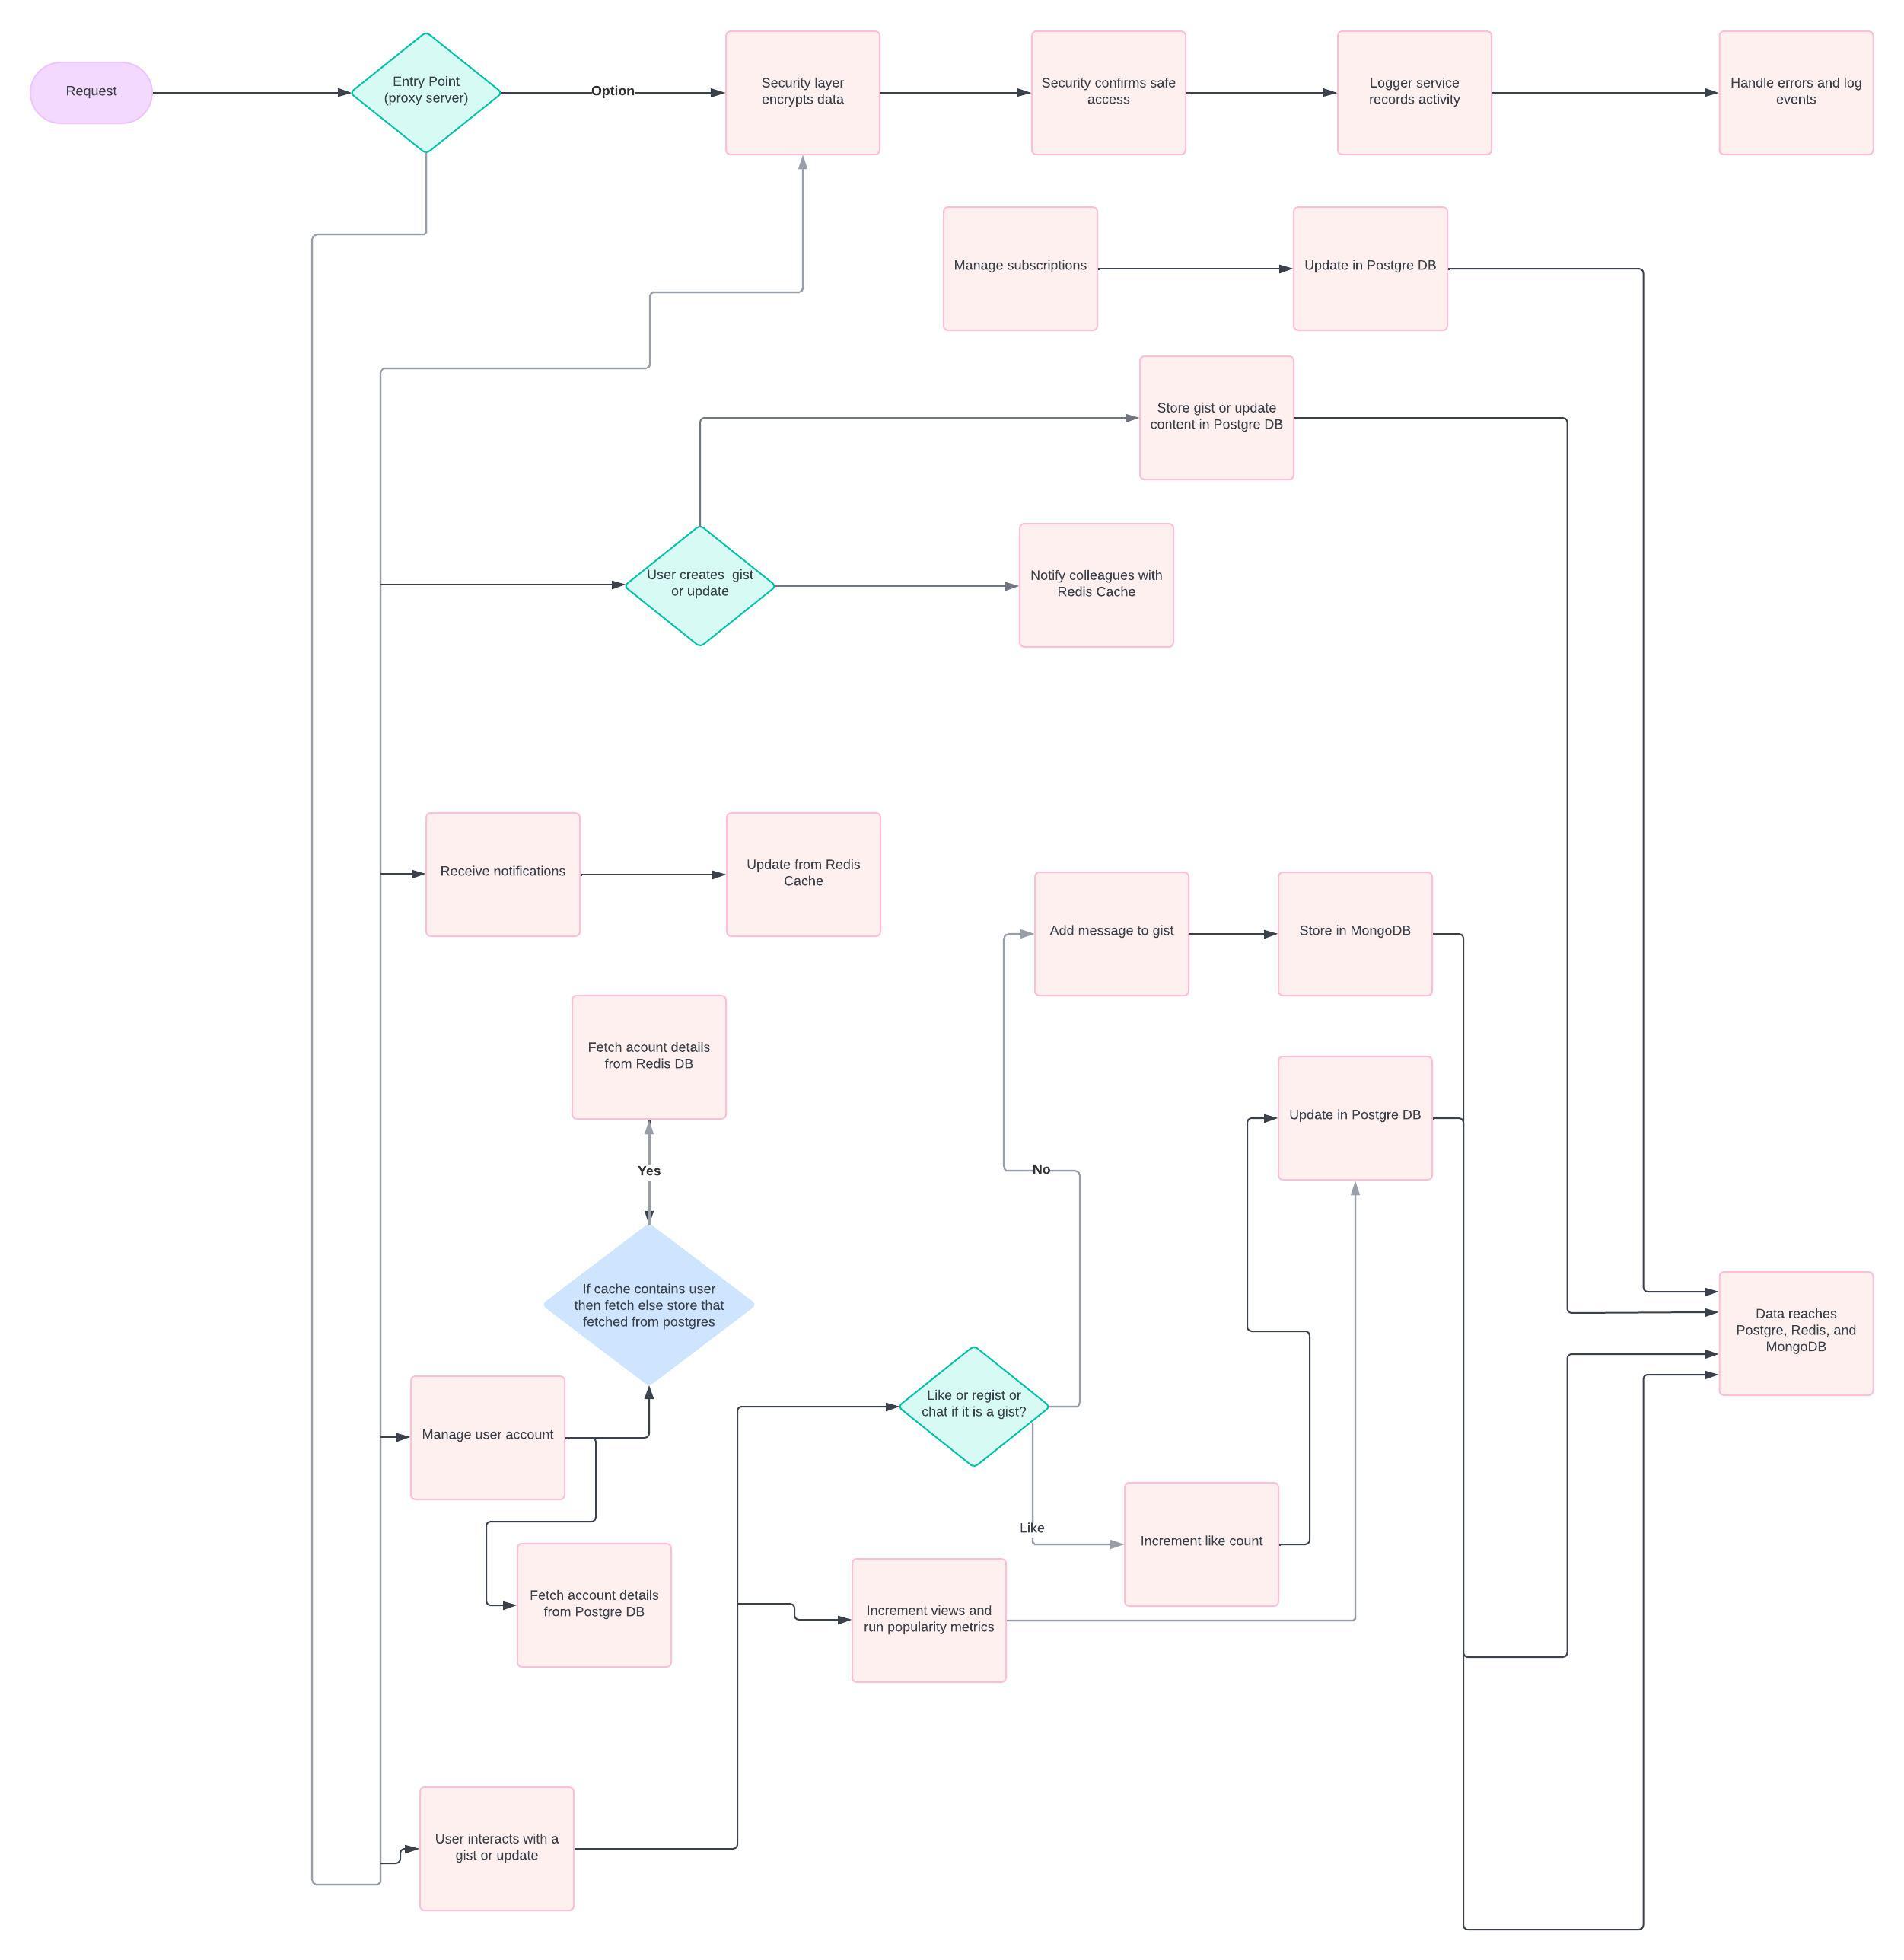 Request
Entry Point
(proxy server)
Option
Security layer
encrypts data
Security confirms safe
access
Logger service
records activity
Handle errors and log
events
Manage subscriptions
Update in Postgre DB
Store gist or update
content in Postgre DB
User creates  gist
or update
Notify colleagues with
Redis Cache
Receive notifications
Update from Redis
Cache
Add message to gist
Store in MongoDB
Fetch acount details
from Redis DB
Update in Postgre DB
Yes
No
If cache contains user
then fetch else store that
fetched from postgres
Data reaches
Postgre, Redis, and
MongoDB
Like or regist or
chat if it is a gist?
Manage user account
Like
Increment like count
Fetch account details
from Postgre DB
Increment views and
run popularity metrics
User interacts with a
gist or update